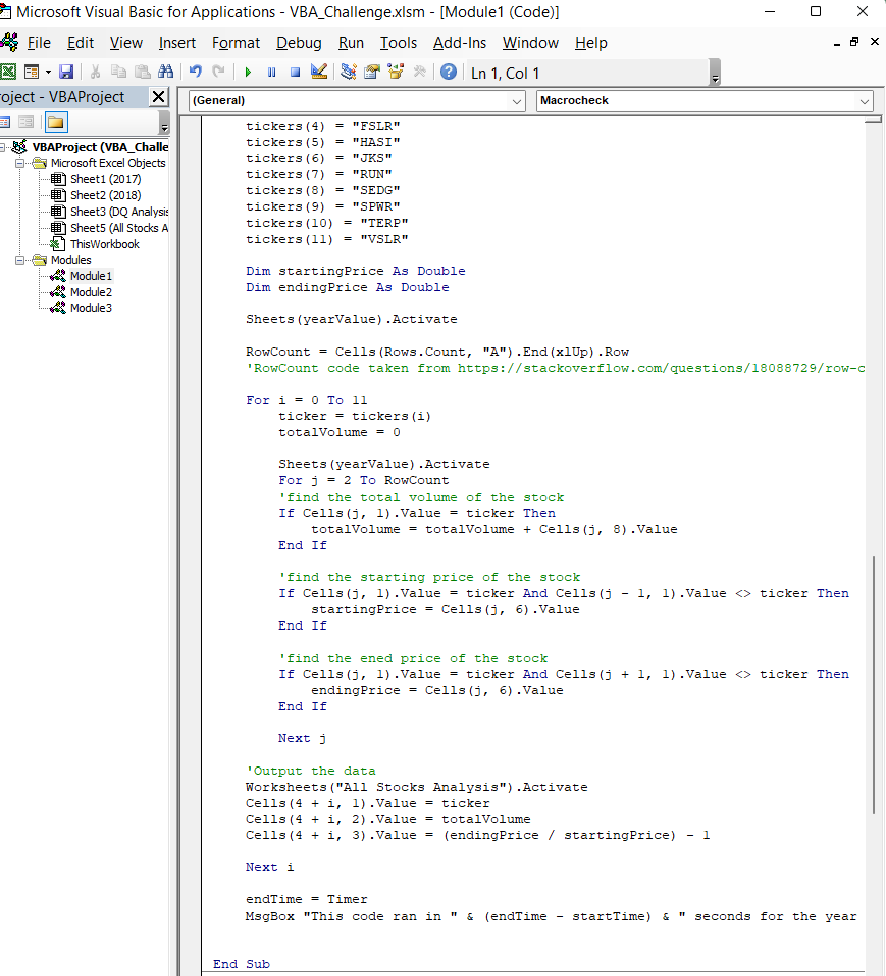 Microsoft Visual Basic for Applications - VBA_Challenge.xlsm - [Module1 (Code)]
File Edit View Insert Format Debug Run Tools Add-Ins Window Help
Ln 1, Col 1
oject - VBAProject
(General)
Macrocheck
VBAProject (VBA_Challe
Microsoft Excel Objects
Sheet1 (2017)
Sheet2 (2018)
Sheet3 (DQ Analysis
Sheet5 (All Stocks A
ThisWorkbook
Modules
Module1
Module2
Module3
tickers(4) = "FSLR"
tickers(5) = "HASI"
tickers(6) = "JKS"
tickers(7) = "RUN"
tickers(8) = "SEDG"
tickers(9) = "SPWR"
tickers(10) = "TERP"
tickers(11) = "VSLR"
Dim startingPrice As Double
Dim endingPrice As Double
Sheets(yearValue).Activate
RowCount = Cells(Rows.Count, "A").End(xlUp).Row
'RowCount code taken from https://stackoverflow.com/questions/18088729/row-c
For i = 0 To 11
ticker = tickers(i)
totalVolume = 0
Sheets(yearValue).Activate
For j = 2 To RowCount
'find the total volume of the stock
If Cells(j, 1).Value = ticker Then
totalVolume = totalVolume + Cells(j, 8).Value
End If
'find the starting price of the stock
If Cells(j, 1).Value = ticker And Cells(j - 1, 1).Value <> ticker Then
startingPrice = Cells(j, 6).Value
End If
'find the ened price of the stock
If Cells(j, 1).Value = ticker And Cells(j + 1, 1).Value <> ticker Then
endingPrice = Cells(j, 6).Value
End If
Next j
'Output the data
Worksheets("All Stocks Analysis").Activate
Cells(4 + i, 1).Value = ticker
Cells(4 + i, 2).Value = totalVolume
Cells(4 + i, 3).Value = (endingPrice / startingPrice) - 1
Next i
endTime = Timer
MsgBox "This code ran in " & (endTime - startTime) & " seconds for the year
End Sub